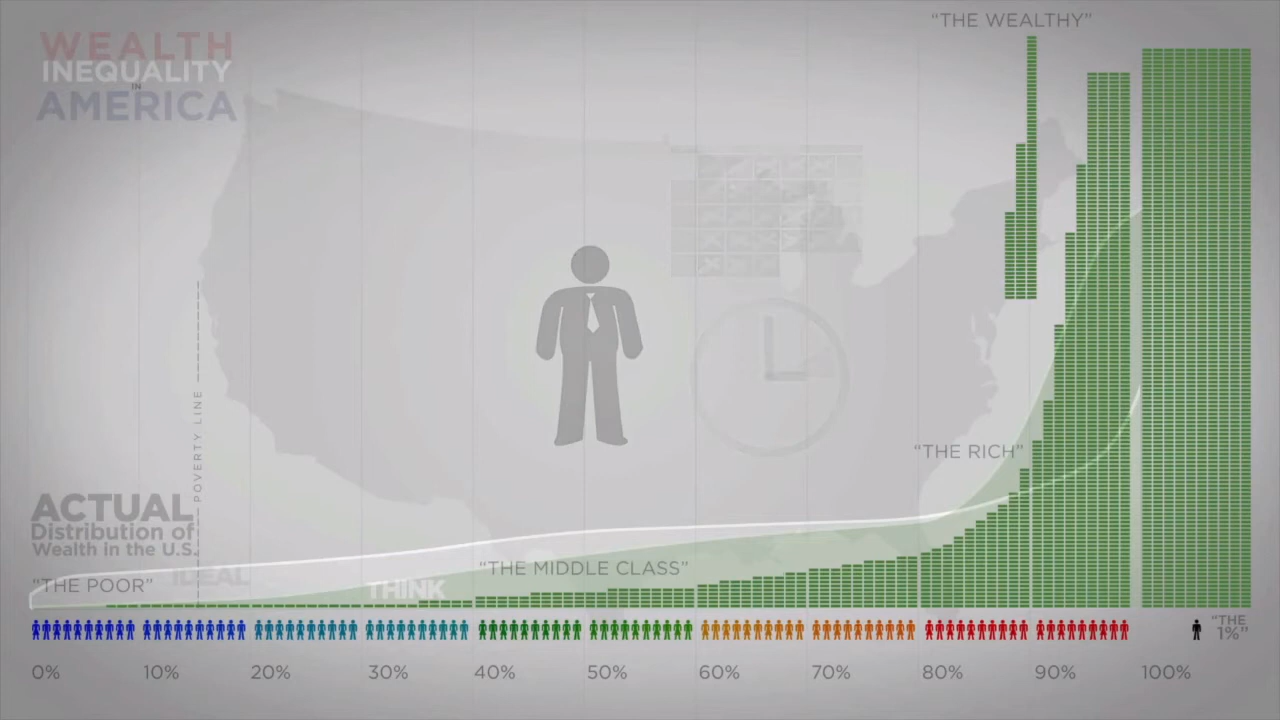 WEALTH
INEQUALITY
IN
AMERICA
“THE WEALTHY”
POVERTY LINE
“THE RICH”
ACTUAL
Distribution of
Wealth in the U.S.
“THE POOR”
IDEAL
THINK
“THE MIDDLE CLASS”
“THE
1%”
0% 10% 20% 30% 40% 50% 60% 70% 80% 90% 100%